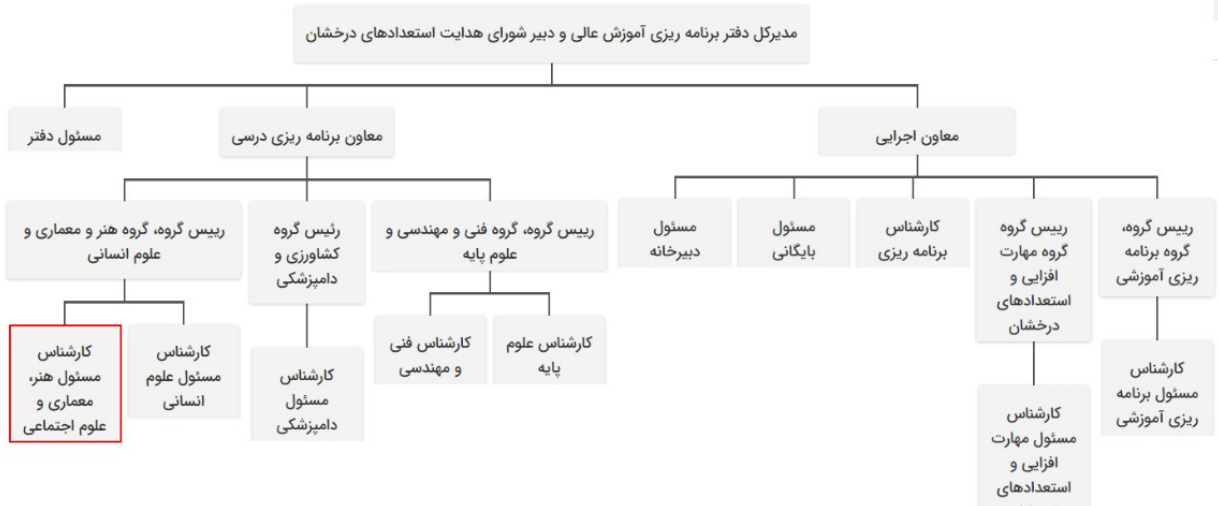 مدیرکل دفتر برنامه ریزی آموزش عالی و دبیر شورای هدایت استعدادهای درخشان
معاون اجرایی
معاون برنامه ریزی درسی
مسئول دفتر
رییس گروه،
گروه برنامه
ریزی آموزشی
رییس گروه
گروه مهارت
افزایی و
استعدادهای
درخشان
کارشناس
برنامه ریزی
مسئول
بایگانی
مسئول
دبیرخانه
رییس گروه، گروه فنی و مهندسی و
علوم پایه
رئیس گروه
کشاورزی و
دامپزشکی
رییس گروه، گروه هنر و معماری و
علوم انسانی
کارشناس
مسئول برنامه
ریزی آموزشی
کارشناس
مسئول مهارت
افزایی و
استعدادهای
کارشناس علوم
پایه
کارشناس فنی
و مهندسی
کارشناس
مسئول
دامپزشکی
کارشناس
مسئول علوم
انسانی
کارشناس
مسئول هنر،
معماری و
علوم اجتماعی